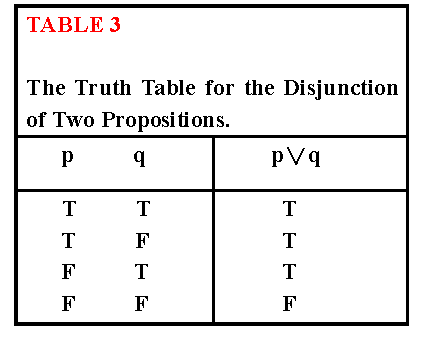 TABLE 3
The Truth Table for the Disjunction
of Two Propositions.
p q p∨q
T T T
T F T
F T T
F F F